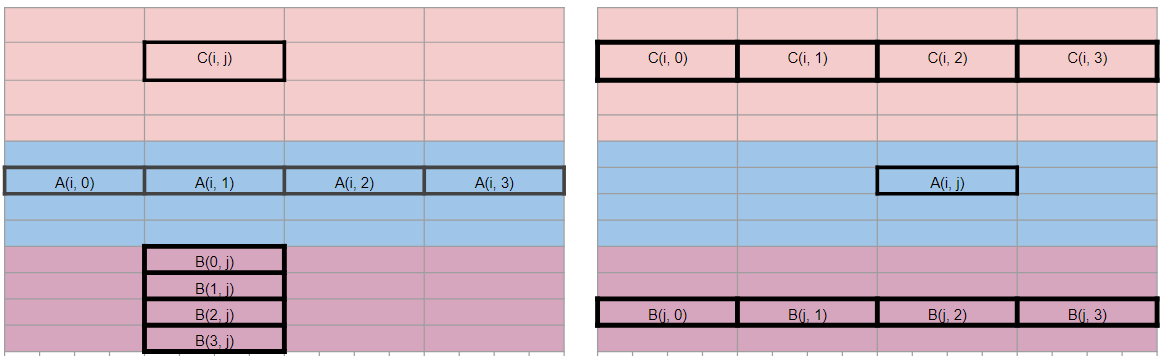 C(i, j)
A(i, 0) A(i, 1) A(i, 2) A(i, 3)
B(0, j)
B(1, j)
B(2, j)
B(3, j)
C(i, 0) C(i, 1) C(i, 2) C(i, 3)
A(i, j)
B(j, 0) B(j, 1) B(j, 2) B(j, 3)